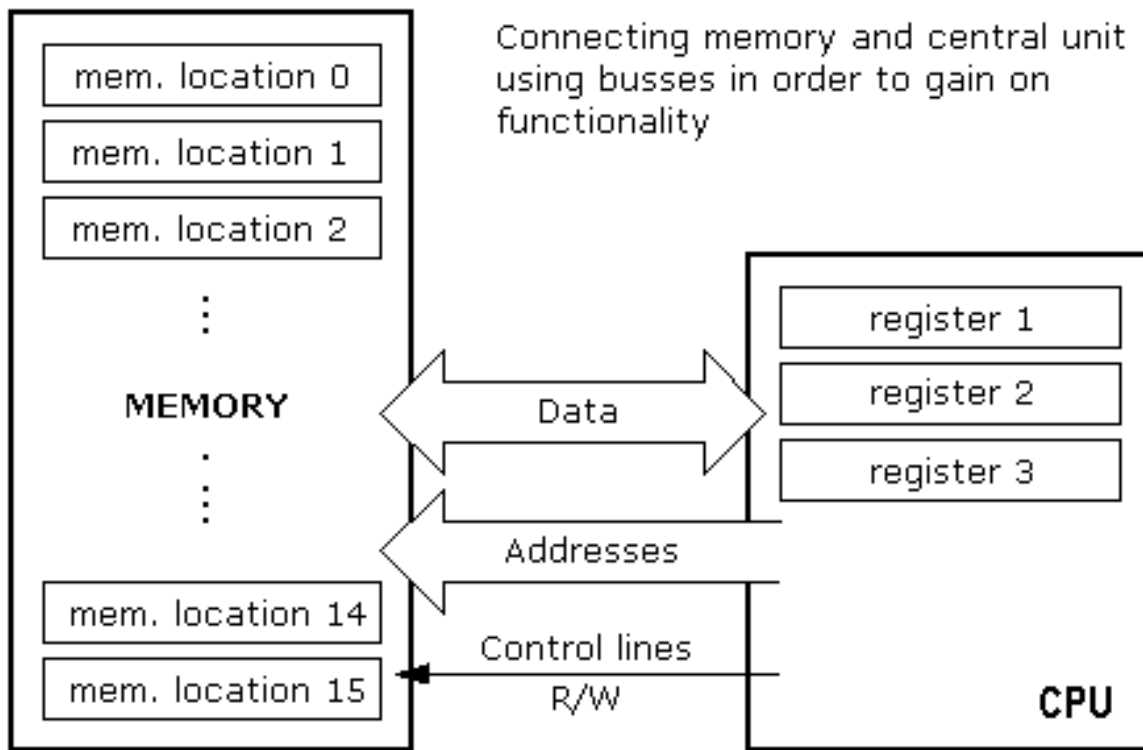 mem. location 0
mem. location 1
mem. location 2
MEMORY
mem. location 14
mem. location 15
Connecting memory and central unit
using busses in order to gain on
functionality
Data
Addresses
Control lines
R/W
register 1
register 2
register 3
CPU